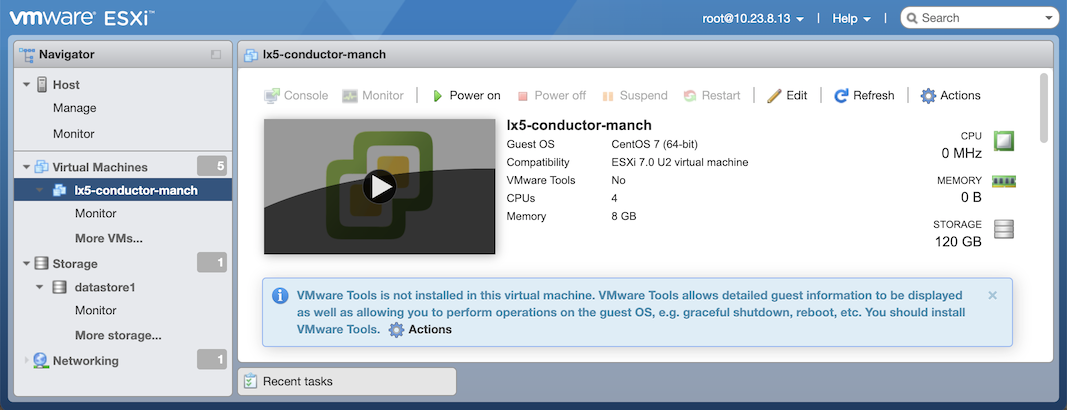 vmware ESXi™
root@10.23.8.13
Help
Search
Navigator
Host
Manage
Monitor
Virtual Machines
5
lx5-conductor-manch
Monitor
More VMs...
Storage
1
datastore1
Monitor
More storage...
Networking
1
lx5-conductor-manch
Console
Monitor
Power on
Power off
Suspend
Restart
Edit
Refresh
Actions
lx5-conductor-manch
Guest OS CentOS 7 (64-bit)
Compatibility ESXi 7.0 U2 virtual machine
VMware Tools No
CPUs 4
Memory 8 GB
CPU
0 MHz
MEMORY
0 B
STORAGE
120 GB
VMware Tools is not installed in this virtual machine. VMware Tools allows detailed guest information to be displayed
as well as allowing you to perform operations on the guest OS, e.g. graceful shutdown, reboot, etc. You should install
VMware Tools. Actions
Recent tasks